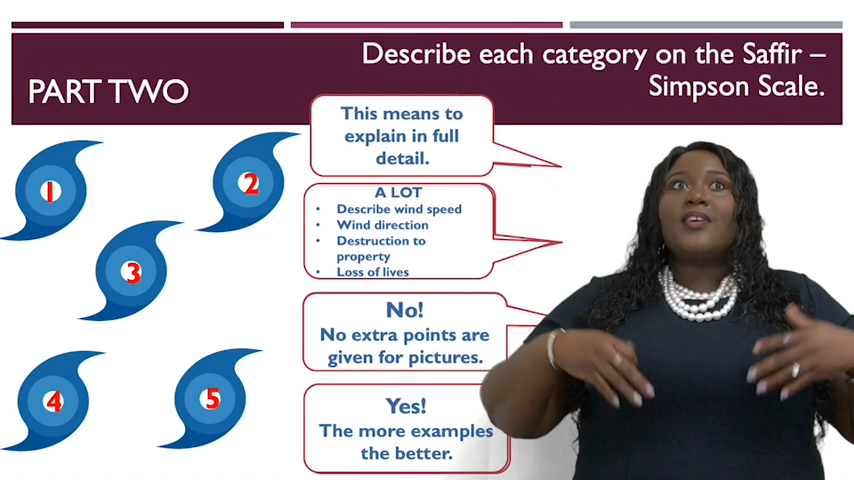 PART TWO
Describe each category on the Saffir –
Simpson Scale.
1
2
3
4
5
This means to
explain in full
detail.
A LOT
• Describe wind speed
• Wind direction
• Destruction to
property
• Loss of lives
No!
No extra points are
given for pictures.
Yes!
The more examples
the better.